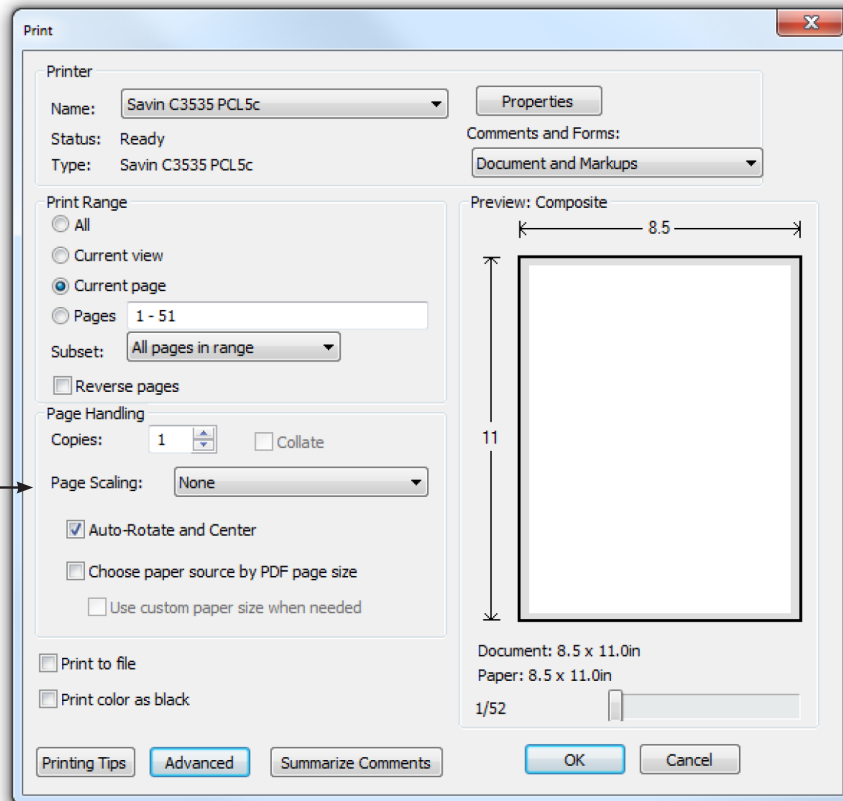 Print
Printer
Name: Savin C3535 PCL5c
Properties
Status: Ready
Comments and Forms:
Type: Savin C3535 PCL5c
Document and Markups
Print Range
All
Current view
Current page
Pages 1 - 51
Subset: All pages in range
Reverse pages
Page Handling
Copies: 1 Collate
Page Scaling: None
Auto-Rotate and Center
Choose paper source by PDF page size
Use custom paper size when needed
Print to file
Print color as black
Preview: Composite
8.5
11
Document: 8.5 x 11.0in
Paper: 8.5 x 11.0in
1/52
Printing Tips Advanced Summarize Comments OK Cancel